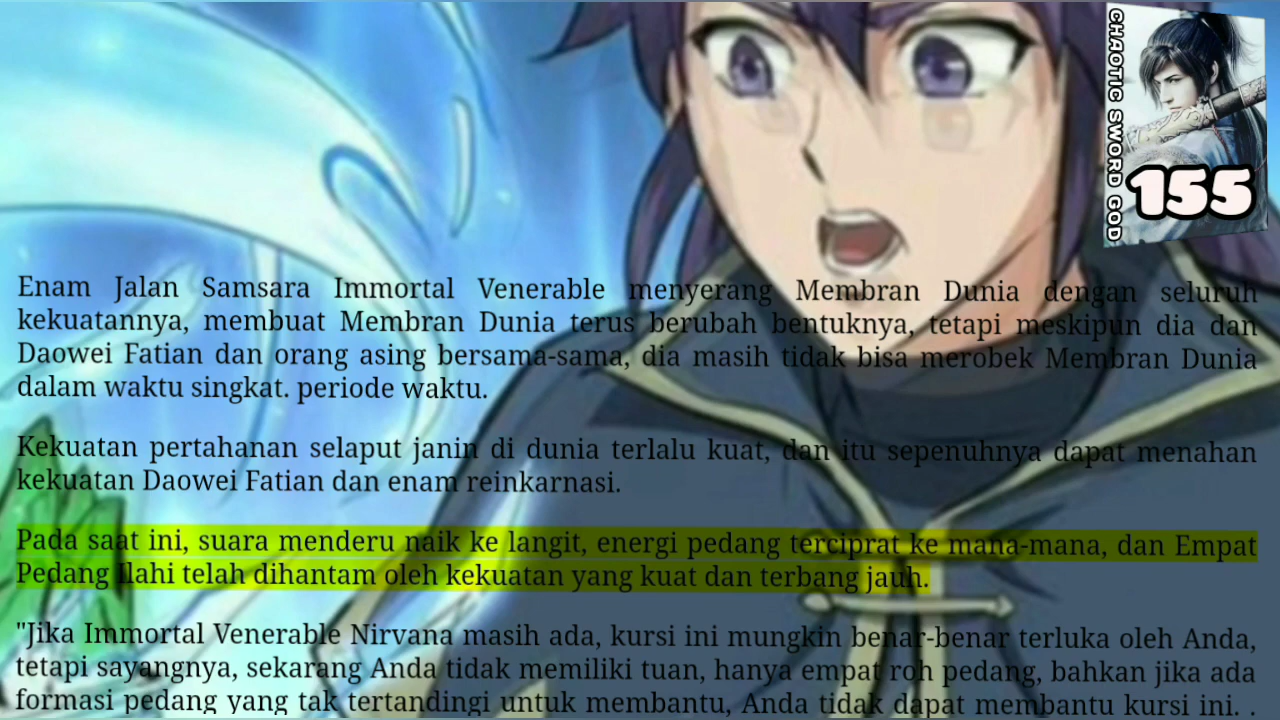 CHAOTIC SWORD GOD
155
Enam Jalan Samsara Immortal Venerable menyerang Membran Dunia dengan seluruh
kekuatannya, membuat Membran Dunia terus berubah bentuknya, tetapi meskipun dia dan
Daowei Fatian dan orang asing bersama-sama, dia masih tidak bisa merobek Membran Dunia
dalam waktu singkat. periode waktu.
Kekuatan pertahanan selaput janin di dunia terlalu kuat, dan itu sepenuhnya dapat menahan
kekuatan Daowei Fatian dan enam reinkarnasi.
Pada saat ini, suara menderu naik ke langit, energi pedang terciprat ke mana-mana, dan Empat
Pedang Ilahi telah dihantam oleh kekuatan yang kuat dan terbang jauh.
"Jika Immortal Venerable Nirvana masih ada, kursi ini mungkin benar-benar terluka oleh Anda,
tetapi sayangnya, sekarang Anda tidak memiliki tuan, hanya empat roh pedang, bahkan jika ada
formasi pedang yang tak tertandingi untuk membantu, Anda tidak dapat membantu kursi ini. .